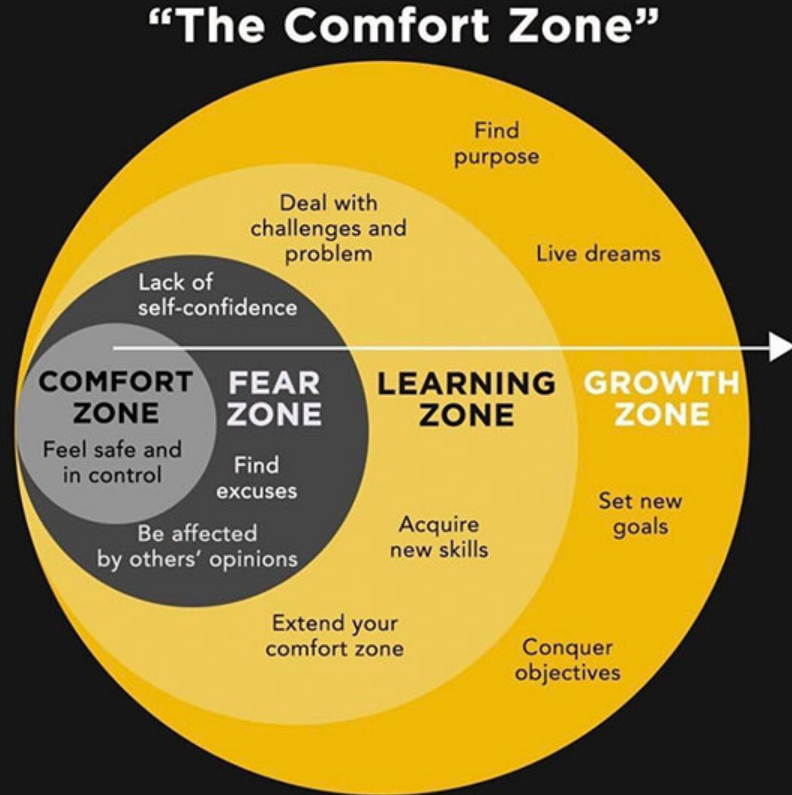 “The Comfort Zone”
Find
purpose
Deal with
challenges and
problem
Live dreams
Lack of
self-confidence
COMFORT
ZONE
Feel safe and
in control
FEAR
ZONE
Find
excuses
Be affected
by others’ opinions
LEARNING
ZONE
Acquire
new skills
Extend your
comfort zone
GROWTH
ZONE
Set new
goals
Conquer
objectives